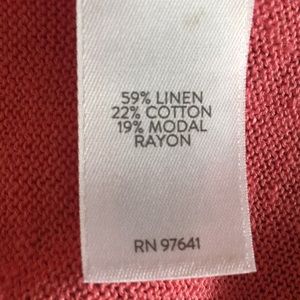 59% LINEN
22% COTTON
19% MODAL
RAYON
RN 97641